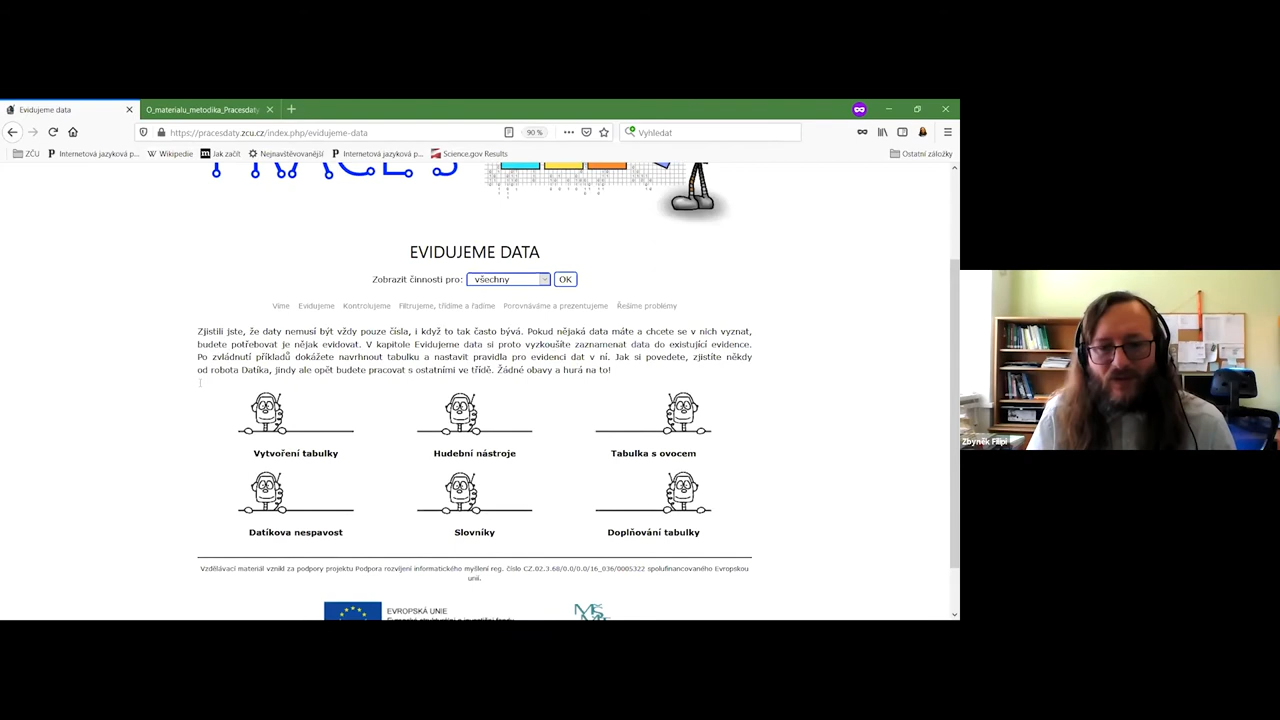 Evidujeme data
O_materialu_metodika_Pracesdaty
https://pracesdaty.zcu.cz/index.php/evidujeme-data
90 %
Vyhledat
ZČU
Internetová jazyková p...
Wikipedie
Jak začít
Nejnavštěvovanější
Internetová jazyková p...
Science.gov Results
Ostatní záložky
EVIDUJEME DATA
Zobrazit činnosti pro: všechny OK
Víme Evidujeme Kontrolujeme Filtrujeme, třídíme a řadíme Porovnáváme a prezentujeme Řešíme problémy
Zjistili jste, že daty nemusí být vždy pouze čísla, i když to tak často bývá. Pokud nějaká data máte a chcete se v nich vyznat,
budete potřebovat je nějak evidovat. V kapitole Evidujeme data si proto vyzkoušíte zaznamenat data do existující evidence.
Po zvládnutí příkladů dokážete navrhnout tabulku a nastavit pravidla pro evidenci dat v ní. Jak si povedete, zjistíte někdy
od robota Datíka, jindy ale opět budete pracovat s ostatními ve třídě. Žádné obavy a hurá na to!
Vytvoření tabulky
Hudební nástroje
Tabulka s ovocem
Datíkova nespavost
Slovníky
Doplňování tabulky
Vzdělávací materiál vznikl za podpory projektu Podpora rozvíjení informatického myšlení reg. číslo CZ.02.3.68/0.0/0.0/16_036/0005322 spolufinancovaného Evropskou
unií.
EVROPSKÁ UNIE
Zbyněk Filipi